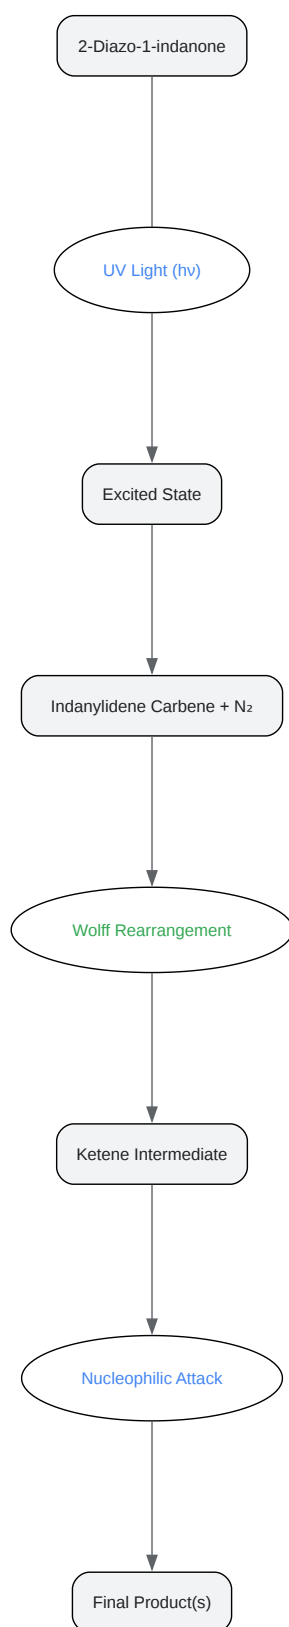 2-Diazo-1-indanone
UV Light (hν)
Excited State
Indanylidene Carbene + N₂
Wolff Rearrangement
Ketene Intermediate
Nucleophilic Attack
Final Product(s)